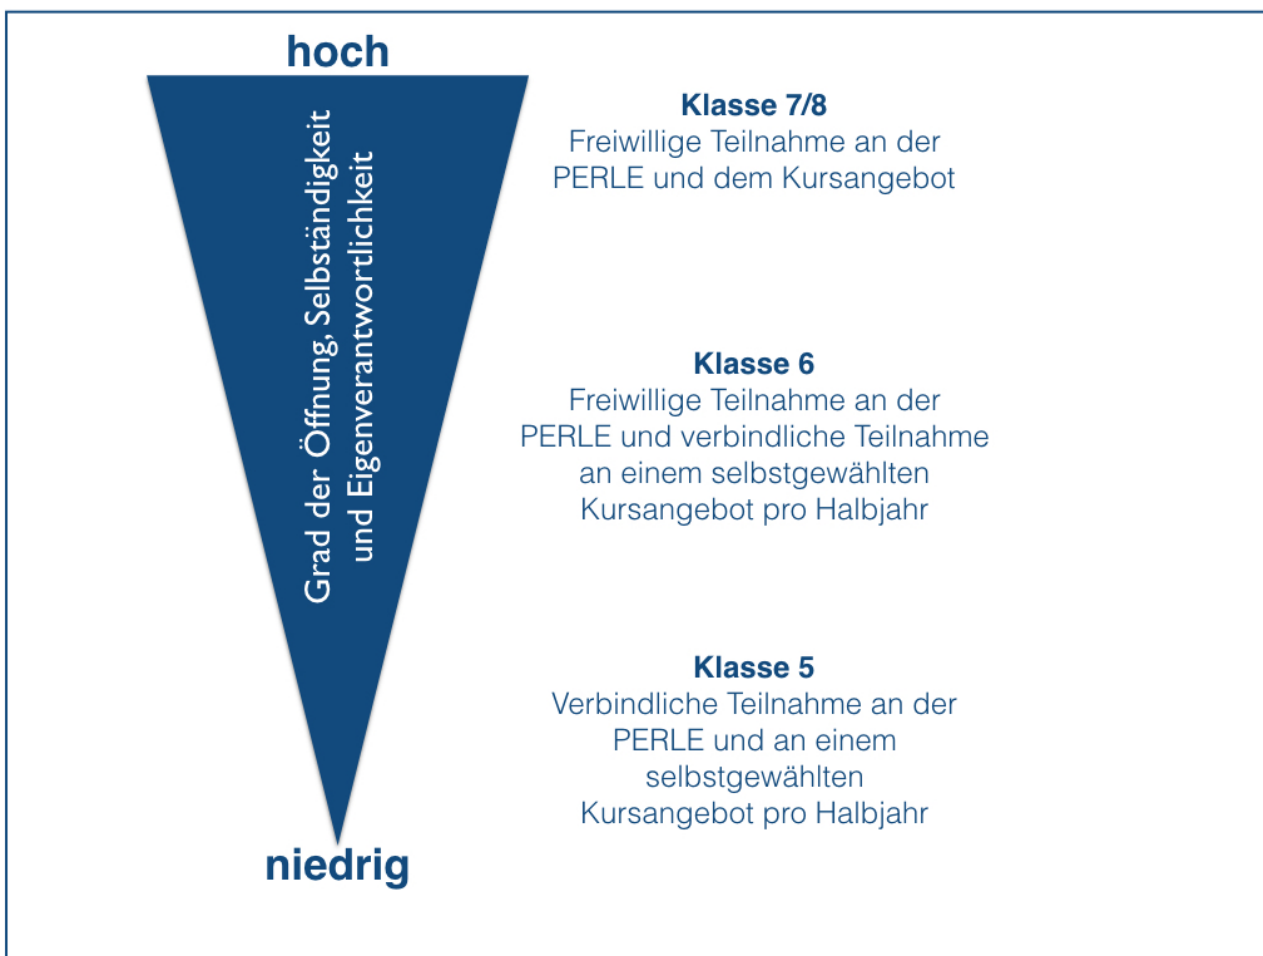 hoch
Grad der Öffnung, Selbständigkeit
und Eigenverantwortlichkeit
niedrig
Klasse 7/8
Freiwillige Teilnahme an der
PERLE und dem Kursangebot
Klasse 6
Freiwillige Teilnahme an der
PERLE und verbindliche Teilnahme
an einem selbstgewählten
Kursangebot pro Halbjahr
Klasse 5
Verbindliche Teilnahme an der
PERLE und an einem
selbstgewählten
Kursangebot pro Halbjahr